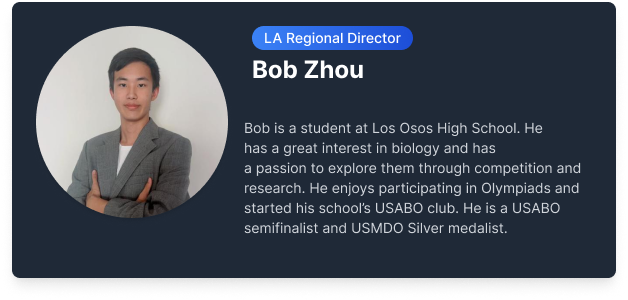 LA Regional Director
Bob Zhou
Bob is a student at Los Osos High School. He
has a great interest in biology and has
a passion to explore them through competition and
research. He enjoys participating in Olympiads and
started his school’s USABO club. He is a USABO
semifinalist and USMDO Silver medalist.